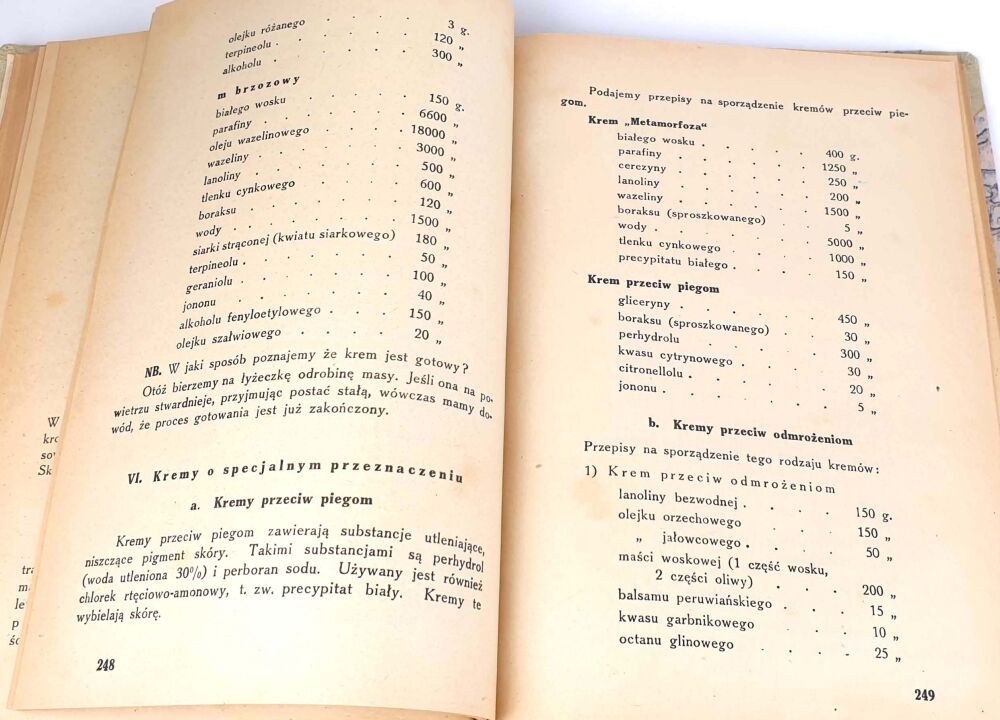 olejku różanego . . . . 3 g.
terpineolu . . . . . 120 „
alkoholu . . . . . 300 „
m brzozowy
białego wosku . . . . 150 g.
parafiny . . . . . 6600 „
oleju wazelinowego . . . . 18000 „
wazeliny . . . . . 3000 „
lanoliny . . . . . 500 „
tlenku cynkowego . . . . 600 „
boraksu . . . . . 120 „
wody . . . . . 1500 „
siarki strąconej (kwiatu siarkowego) 180 „
terpineolu . . . . . 50 „
geraniolu . . . . . 100 „
jononu . . . . . 40 „
alkoholu fenyloetylowego . . . 150 „
olejku szałwiowego . . . . 20 „
NB. W jaki sposób poznajemy że krem jest gotowy?
Otóż bierzemy na łyżeczkę odrobinę masy. Jeśli ona na po-
wietrzu stwardnieje, przyjmując postać stałą, wówczas mamy do-
wód, że proces gotowania jest już zakończony.
VI. Kremy o specjalnym przeznaczeniu
a. Kremy przeciw piegom
Kremy przeciw piegom zawierają substancje utleniające,
niszczące pigment skóry. Takimi substancjami są perhydrol
(woda utleniona 30%) i perboran sodu. Używany jest również
chlorek rtęciowo-amonowy, t. zw. precypitat biały. Kremy te
wybielają skórę.
248
Podajemy przepisy na sporządzenie kremów przeciw pie-
gom.
Krem „Metamorfoza“
białego wosku . . . . 400 g.
parafiny . . . . . 1250 „
cerczyny . . . . . 250 „
lanoliny . . . . . 200 „
wazeliny . . . . . 1500 „
boraksu (sproszkowanego) . . 5 „
wody . . . . . 5000 „
tlenku cynkowego . . . . 1000 „
precypitatu białego . . . . 150 „
Krem przeciw piegom
gliceryny . . . . . 450 „
boraksu (sproszkowanego) . . 30 „
perhydrolu . . . . . 300 „
kwasu cytrynowego . . . . 30 „
citronellolu . . . . . 20 „
jononu . . . . . 5 „
b. Kremy przeciw odmrożeniom
Przepisy na sporządzenie tego rodzaju kremów:
1) Krem przeciw odmrożeniom
lanoliny bezwodnej . . . . 150 g.
olejku orzechowego . . . 150 „
„ jałowcowego . . . . 50 „
maści woskowej (1 część wosku,
2 części oliwy) . . . 200 „
balsamu peruwiańskiego . . . 15 „
kwasu garbnikowego . . . 10 „
octanu glinowego . . . . 25 „
249